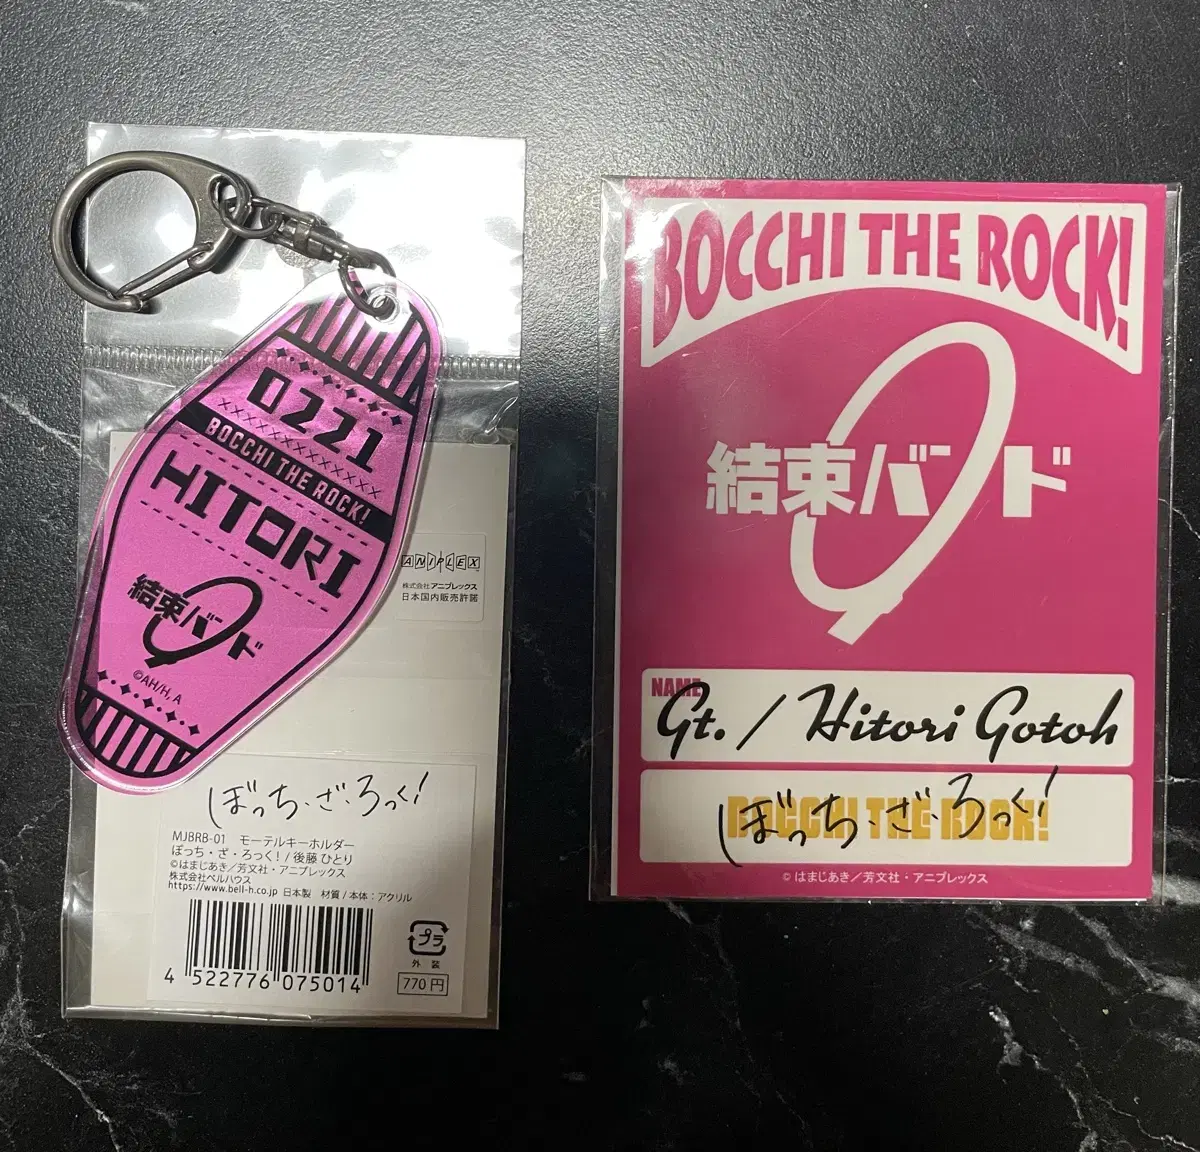 0221
BOCCHI THE ROCK!
HITORI
結束バンド
©AH/H, A
ANIPLEX
株式会社アニプレックス
日本国内販売許諾
ぼっち・ざ・ろっく!
MJBRB-01 モーテルキーホルダー
ぼっち・ざ・ろっく! / 後藤 ひとり
©はまじあき／芳文社・アニプレックス
株式会社ベルハウス
https://www.bell-h.co.jp 日本製 材質 / 本体 : アクリル
4 522776 075014
プラ
外装
770円
BOCCHI THE ROCK!
結束バンド
NAME
Gt. / Hitori Gotoh
BOCCHI THE ROCK!
ぼっち・ざ・ろっく!
©はまじあき／芳文社・アニプレックス